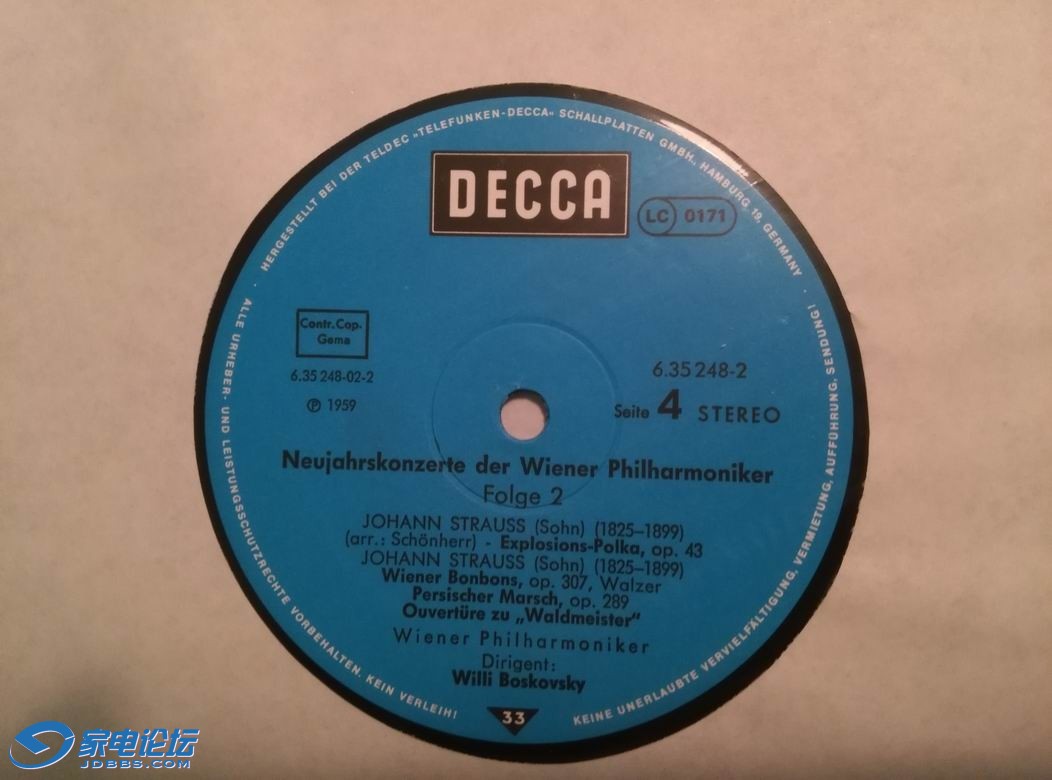 HERGESTELLT BEI DER TELDEC »TELEFUNKEN-DECCA« SCHALLPLATTEN GMBH., HAMBURG 19, GERMANY ·
DECCA
LC 0171
Contr.Cop.
Gema
6.35 248-02-2
℗ 1959
6.35 248-2
Seite 4 STEREO
Neujahrskonzerte der Wiener Philharmoniker
Folge 2
JOHANN STRAUSS (Sohn) (1825–1899)
(arr.: Schönherr) - Explosions-Polka, op. 43
JOHANN STRAUSS (Sohn) (1825–1899)
Wiener Bonbons, op. 307, Walzer
Persischer Marsch, op. 289
Ouvertüre zu „Waldmeister“
Wiener Philharmoniker
Dirigent:
Willi Boskovsky
33
ALLE URHEBER- UND LEISTUNGSSCHUTZRECHTE VORBEHALTEN. KEIN VERLEIH!
KEINE UNERLAUBTE VERVIELFÄLTIGUNG, VERMIETUNG, AUFFÜHRUNG, SENDUNG!
家电论坛
JDBBS.COM